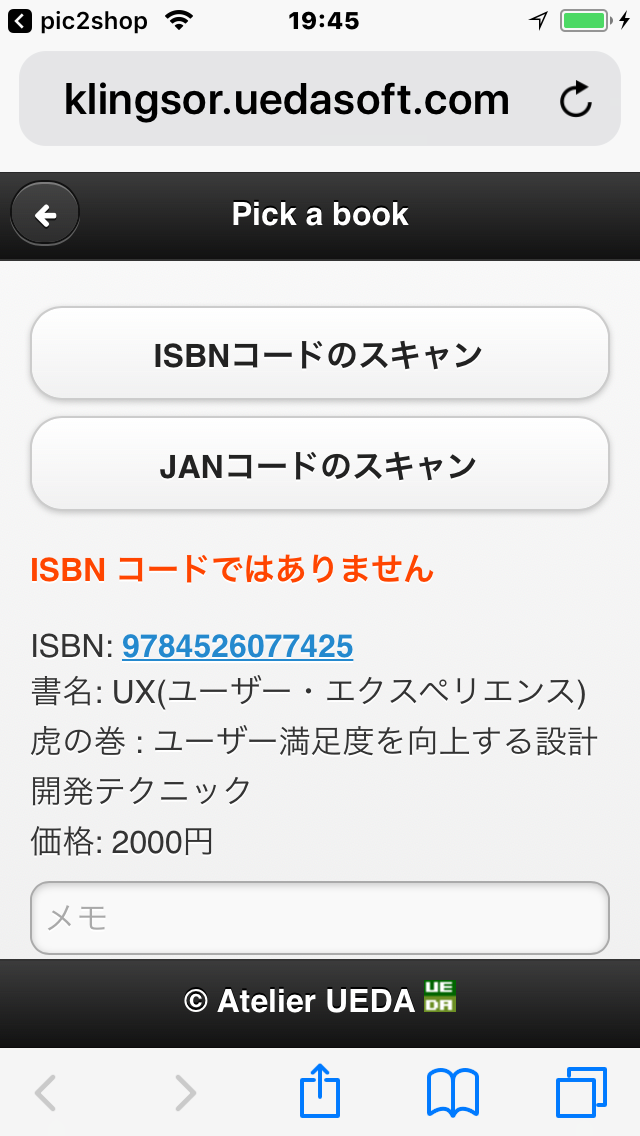 pic2shop
19:45
klingsor.uedasoft.com
Pick a book
ISBNコードのスキャン
JANコードのスキャン
ISBN コードではありません
ISBN: 9784526077425
書名: UX(ユーザー・エクスペリエンス)
虎の巻 : ユーザー満足度を向上する設計
開発テクニック
価格: 2000円
メモ
© Atelier UEDA UE
DA